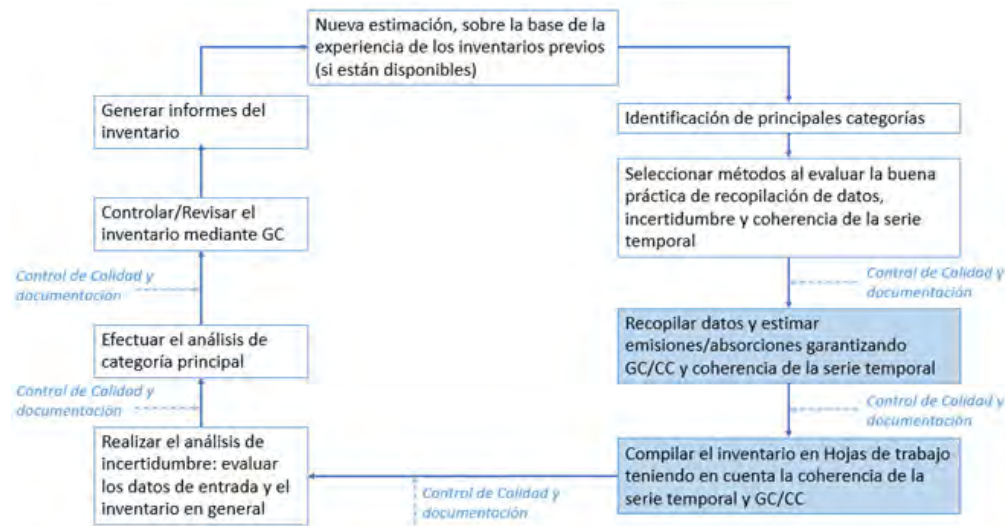 Nueva estimación, sobre la base de la
experiencia de los inventarios previos
(si están disponibles)
Identificación de principales categorías
Seleccionar métodos al evaluar la buena
práctica de recopilación de datos,
incertidumbre y coherencia de la serie
temporal
Control de Calidad y
documentación
Recopilar datos y estimar
emisiones/absorciones garantizando
GC/CC y coherencia de la serie temporal
Control de Calidad y
documentación
Compilar el inventario en Hojas de trabajo
teniendo en cuenta la coherencia de la
serie temporal y GC/CC
Control de Calidad y
documentación
Realizar el análisis de
incertidumbre: evaluar
los datos de entrada y el
inventario en general
Control de Calidad y
documentación
Efectuar el análisis de
categoría principal
Control de Calidad y
documentación
Controlar/Revisar el
inventario mediante GC
Generar informes del
inventario